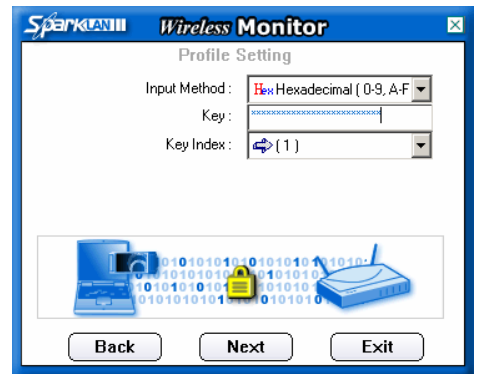 SparkLAN Wireless Monitor
Profile Setting
Input Method : Hex Hexadecimal ( 0-9, A-F
Key : **************************
Key Index : ( 1 )
Back Next Exit